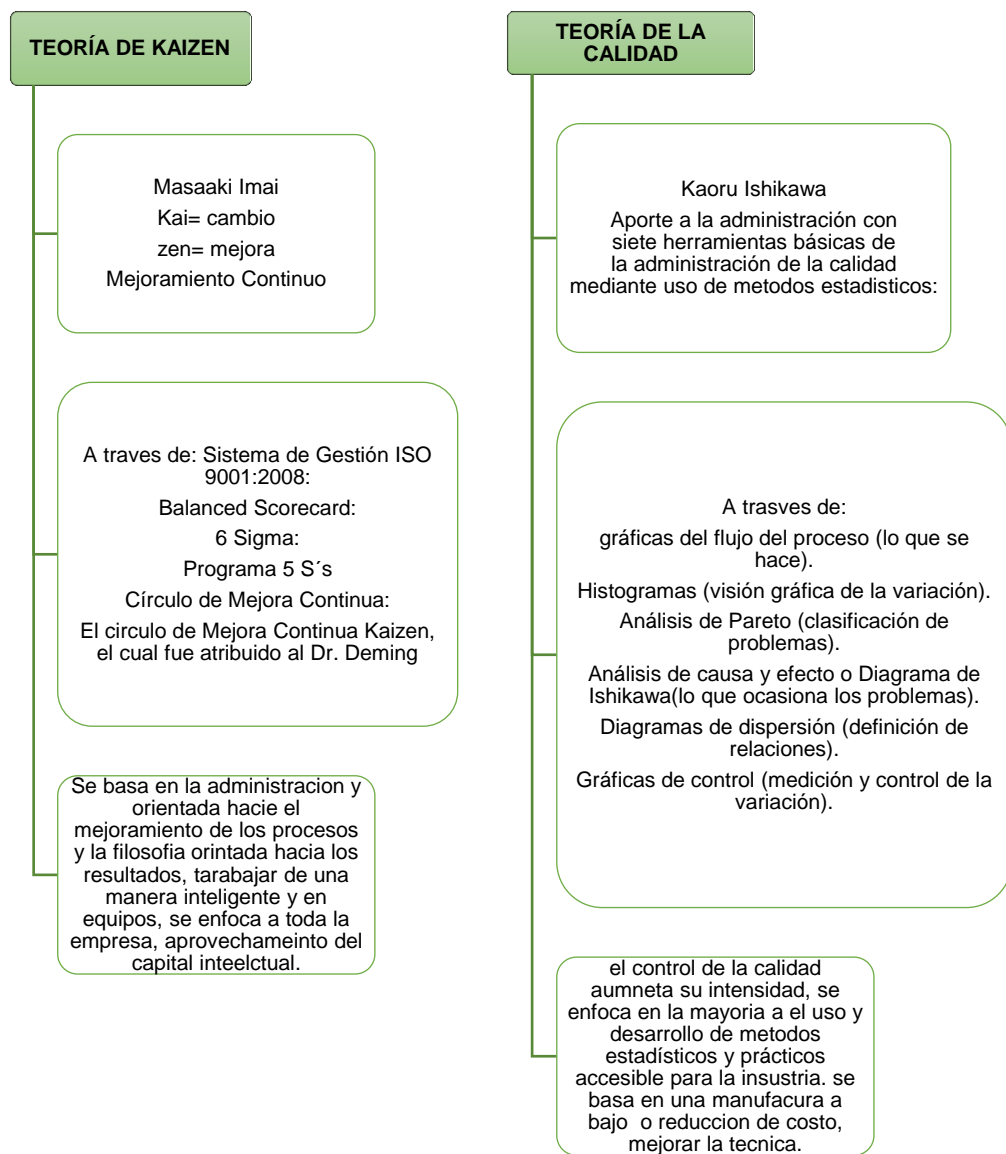 TEORÍA DE KAIZEN
Masaaki Imai
Kai= cambio
zen= mejora
Mejoramiento Continuo
A traves de: Sistema de Gestión ISO
9001:2008:
Balanced Scorecard:
6 Sigma:
Programa 5 S´s
Círculo de Mejora Continua:
El circulo de Mejora Continua Kaizen,
el cual fue atribuido al Dr. Deming
Se basa en la administracion y
orientada hacie el
mejoramiento de los procesos
y la filosofia orintada hacia los
resultados, tarabajar de una
manera inteligente y en
equipos, se enfoca a toda la
empresa, aprovechameinto del
capital inteelctual.
TEORÍA DE LA
CALIDAD
Kaoru Ishikawa
Aporte a la administración con
siete herramientas básicas de
la administración de la calidad
mediante uso de metodos estadisticos:
A trasves de:
gráficas del flujo del proceso (lo que se
hace).
Histogramas (visión gráfica de la variación).
Análisis de Pareto (clasificación de
problemas).
Análisis de causa y efecto o Diagrama de
Ishikawa(lo que ocasiona los problemas).
Diagramas de dispersión (definición de
relaciones).
Gráficas de control (medición y control de la
variación).
el control de la calidad
aumneta su intensidad, se
enfoca en la mayoria a el uso y
desarrollo de metodos
estadísticos y prácticos
accesible para la insustria. se
basa en una manufacura a
bajo  o reduccion de costo,
mejorar la tecnica.